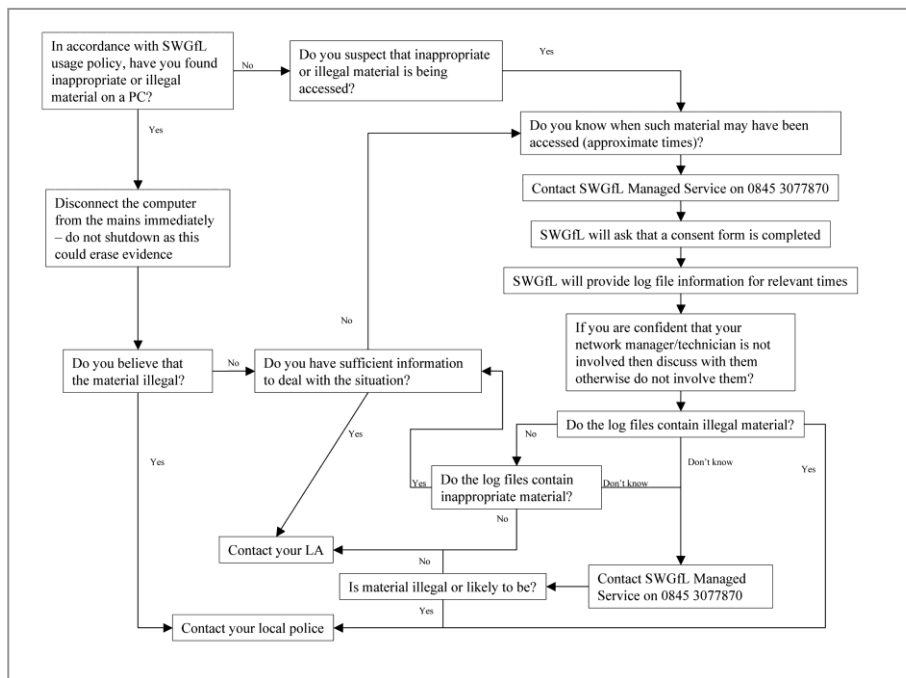 In accordance with SWGfL
usage policy, have you found
inappropriate or illegal
material on a PC?
No
Do you suspect that inappropriate
or illegal material is being
accessed?
Yes
Yes
Do you know when such material may have been
accessed (approximate times)?
Contact SWGfL Managed Service on 0845 3077870
Disconnect the computer
from the mains immediately
– do not shutdown as this
could erase evidence
SWGfL will ask that a consent form is completed
SWGfL will provide log file information for relevant times
No
If you are confident that your
network manager/technician is not
involved then discuss with them
otherwise do not involve them?
Do you believe that
the material illegal?
No
Do you have sufficient information
to deal with the situation?
Do the log files contain illegal material?
Yes
Yes
No
Don't know
Yes
Yes
Do the log files contain
inappropriate material?
Don't know
No
Contact your LA
No
Is material illegal or likely to be?
Contact SWGfL Managed
Service on 0845 3077870
Yes
Contact your local police